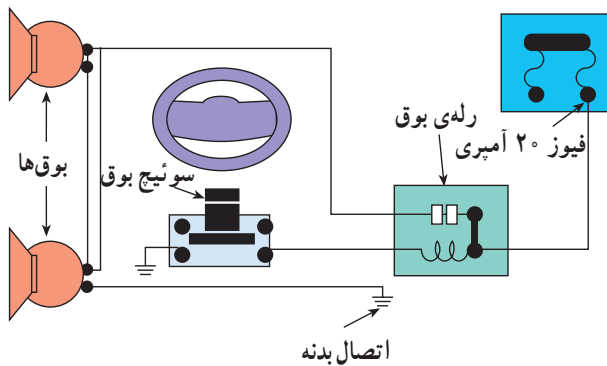 رله‌ی بوق
فیوز ۲۰ آمپری
بوق‌ها
سوئیچ بوق
اتصال بدنه